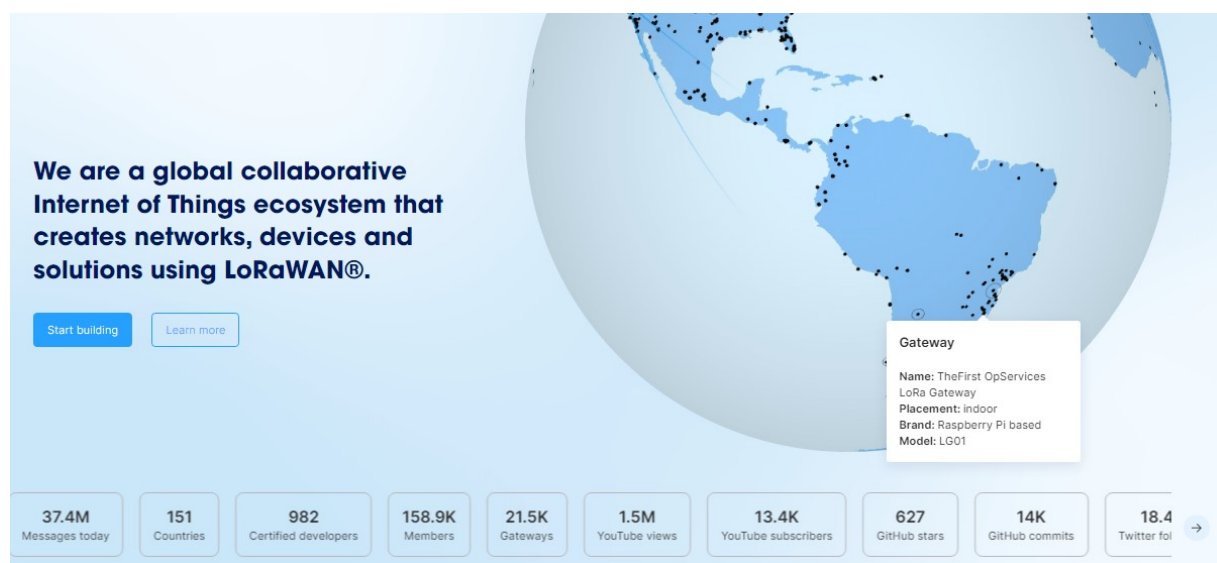 We are a global collaborative
Internet of Things ecosystem that
creates networks, devices and
solutions using LoRaWAN®.
Start building
Learn more
Gateway
Name: TheFirst OpServices
LoRa Gateway
Placement: indoor
Brand: Raspberry Pi based
Model: LG01
37.4M
Messages today
151
Countries
982
Certified developers
158.9K
Members
21.5K
Gateways
1.5M
YouTube views
13.4K
YouTube subscribers
627
GitHub stars
14K
GitHub commits
18.4
Twitter fol